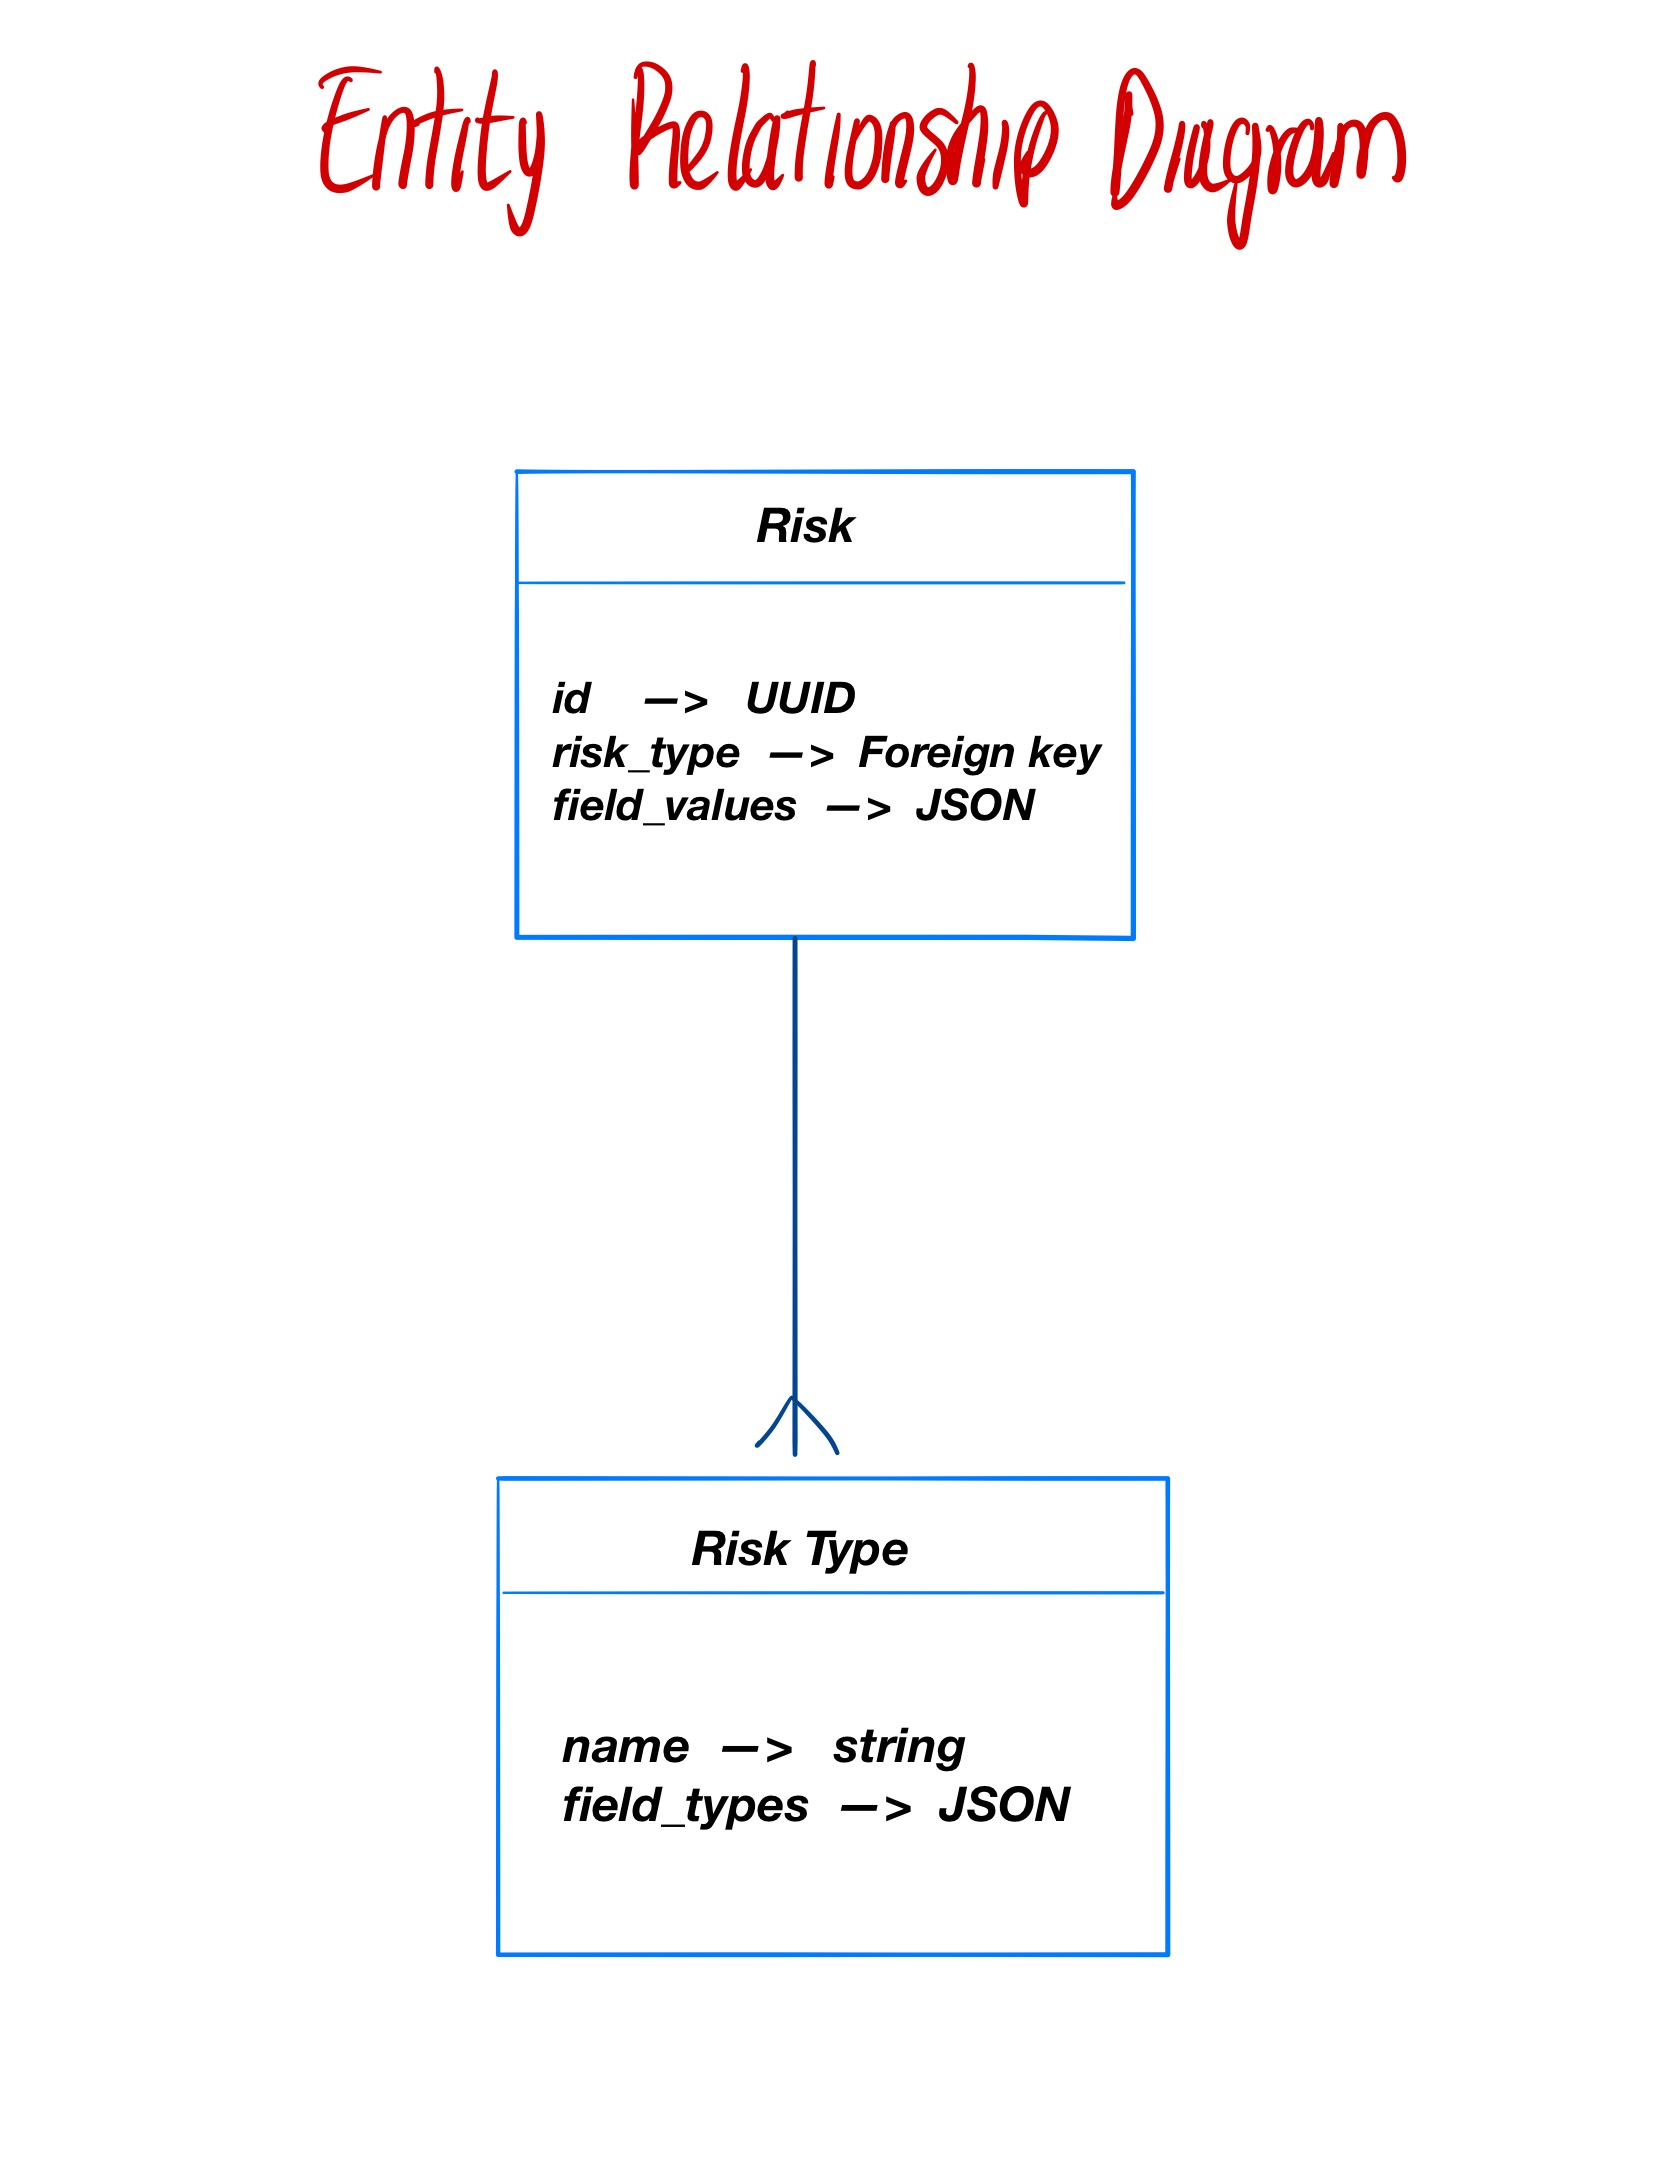 Entity Relationship Diagram
Risk
id —> UUID
risk_type —> Foreign key
field_values —> JSON
Risk Type
name —> string
field_types —> JSON